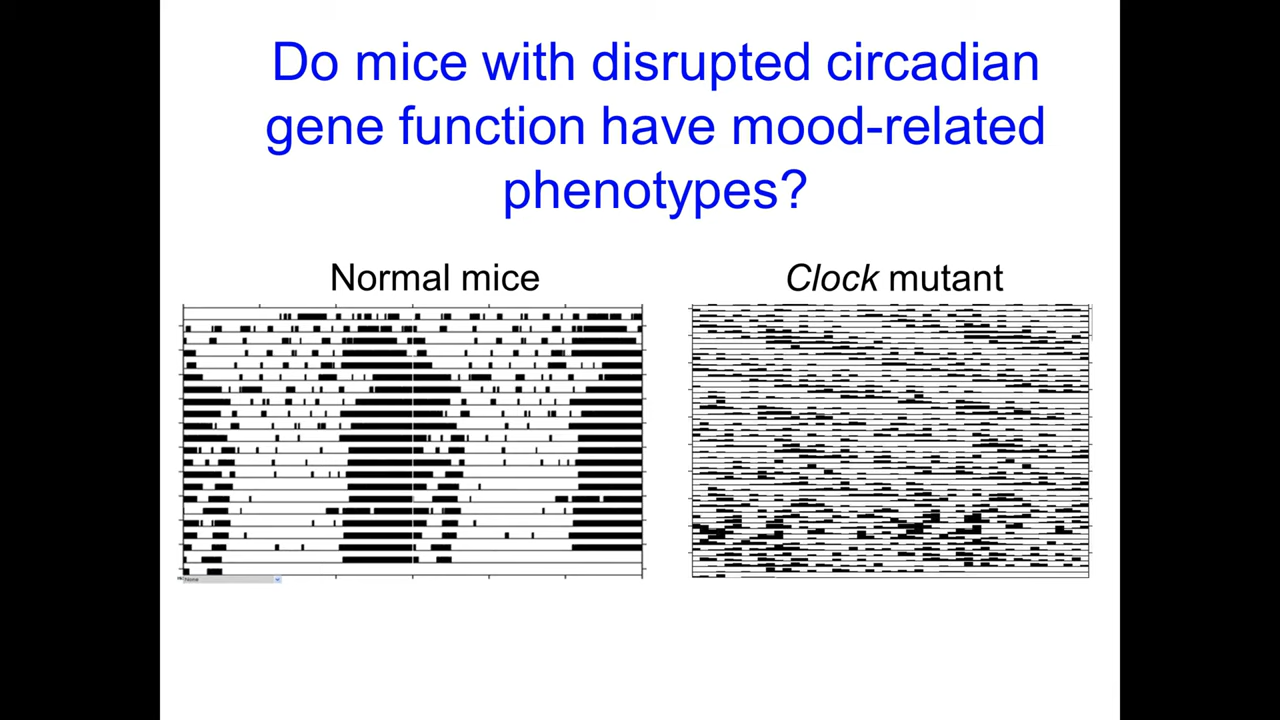 Do mice with disrupted circadian
gene function have mood-related
phenotypes?
Normal mice
Clock mutant